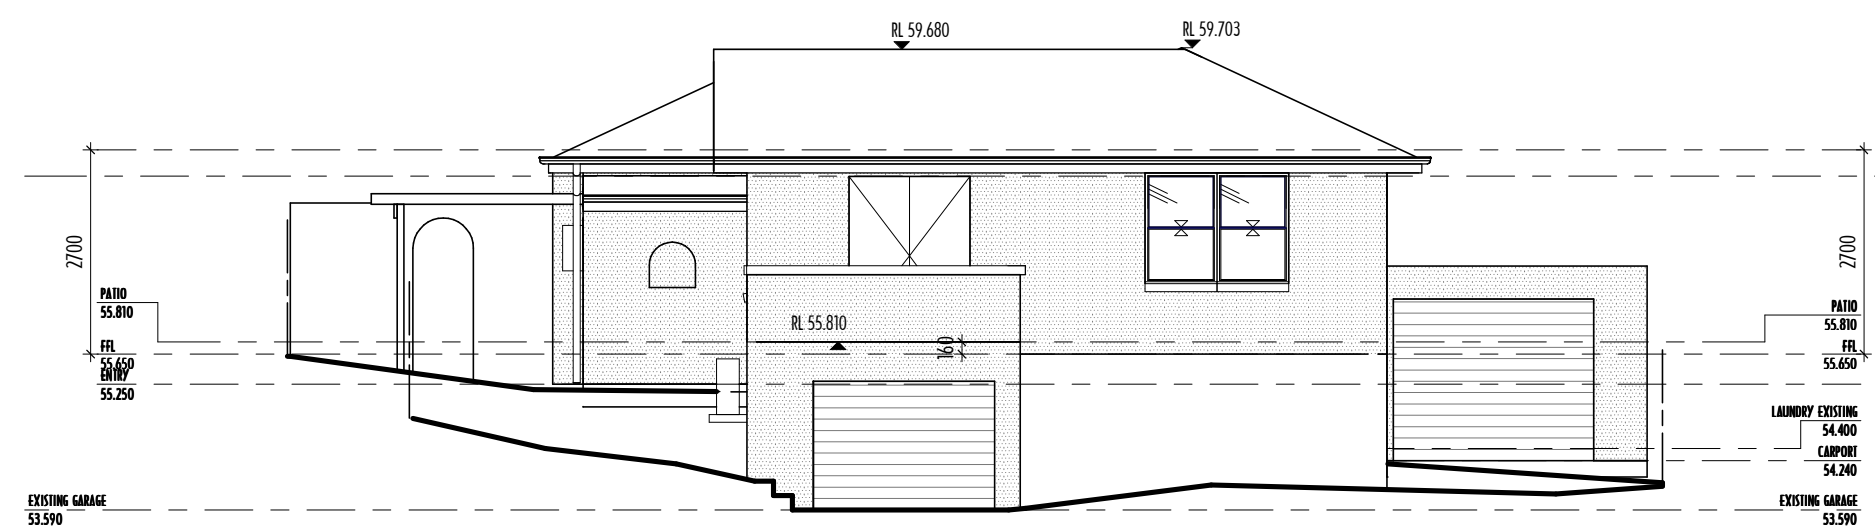 RL 59.680
RL 59.703
2700
2700
PATIO
55.810
FFL
55.650
ENTRY
55.250
RL 55.810
160
PATIO
55.810
FFL
55.650
LAUNDRY EXISTING
54.400
CARPORT
54.240
EXISTING GARAGE
53.590
EXISTING GARAGE
53.590